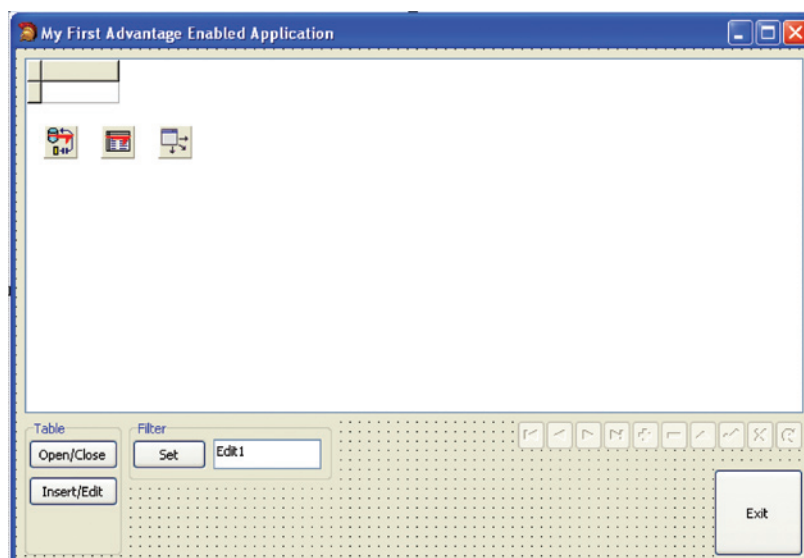 My First Advantage Enabled Application
Table
Filter
Open/Close
Set
Edit1
Insert/Edit
Exit